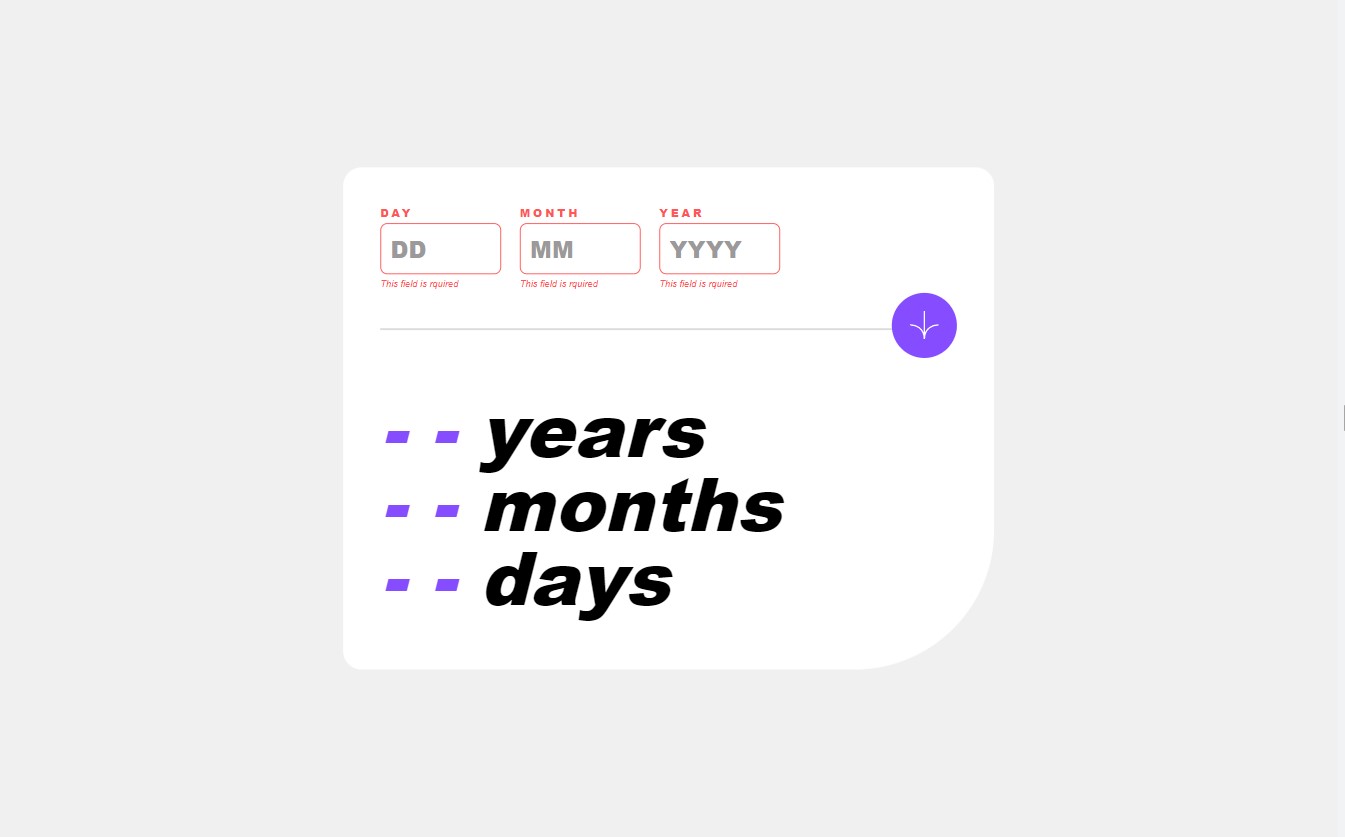 DAY MONTH YEAR
DD MM YYYY
This field is rquired This field is rquired This field is rquired
- - years
- - months
- - days